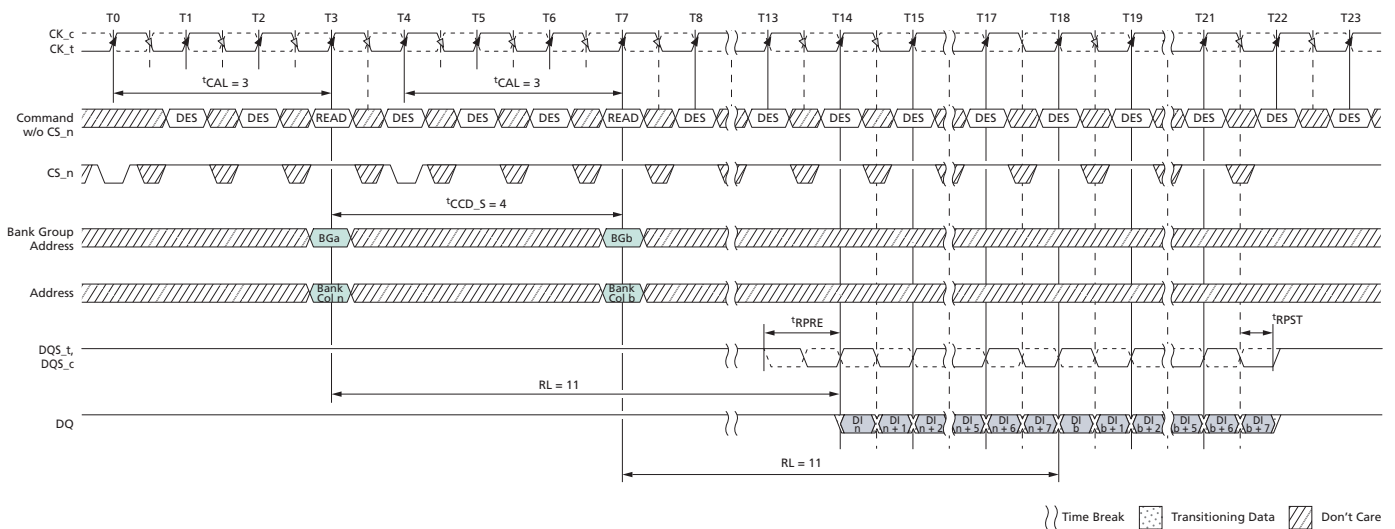 T0 T1 T2 T3 T4 T5 T6 T7 T8 T13 T14 T15 T17 T18 T19 T21 T22 T23
CK_c
CK_t
tCAL = 3 tCAL = 3
Command w/o CS_n DES DES READ DES DES DES READ DES DES DES DES DES DES DES DES DES DES
CS_n
tCCD_S = 4
Bank Group Address BGa BGb
Address Bank Col n Bank Col b
tRPRE tRPST
DQS_t, DQS_c
RL = 11
DQ DI n DI n + 1 DI n + 2 DI n + 5 DI n + 6 DI n + 7 DI b DI b + 1 DI b + 2 DI b + 5 DI b + 6 DI b + 7
RL = 11
Time Break Transitioning Data Don't Care